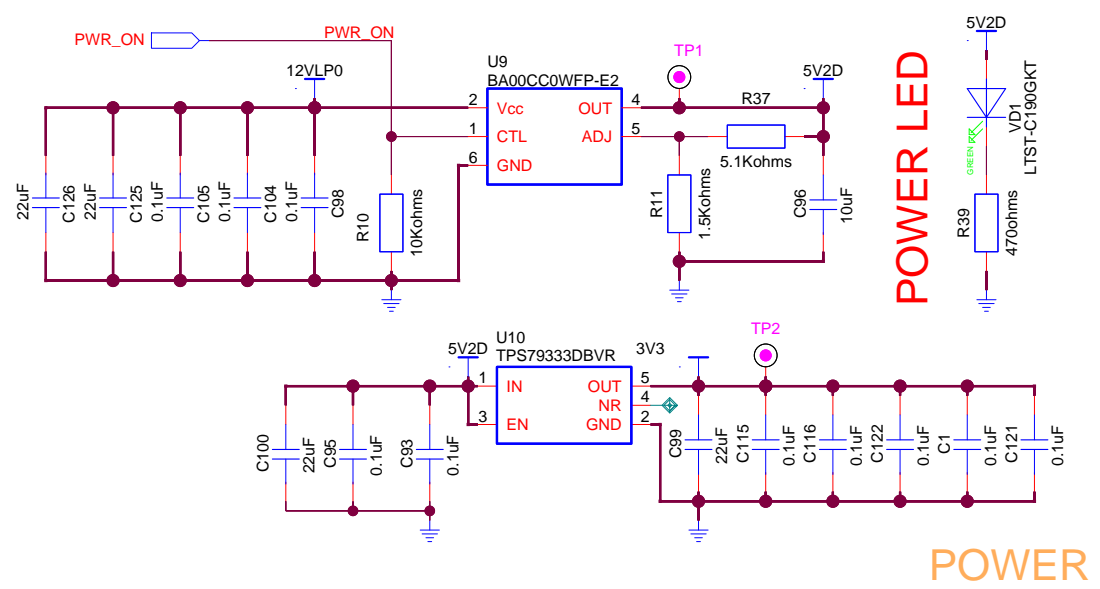 PWR_ON
PWR_ON
12VLP0
U9
BA00CC0WFP-E2
2
Vcc
1
CTL
6
GND
OUT
4
ADJ
5
TP1
5V2D
R37
5.1Kohms
R11
1.5Kohms
C96
10uF
22uF
C126
22uF
C125
0.1uF
C105
0.1uF
C104
0.1uF
C98
R10
10Kohms
POWER LED
5V2D
VD1
LTST-C190GKT
GREEN
R39
470ohms
5V2D
U10
TPS79333DBVR
3V3
TP2
1
IN
3
EN
OUT
5
NR
4
GND
2
C100
22uF
C95
0.1uF
C93
0.1uF
C99
22uF
C115
0.1uF
C116
0.1uF
C122
0.1uF
C1
0.1uF
C121
0.1uF
POWER